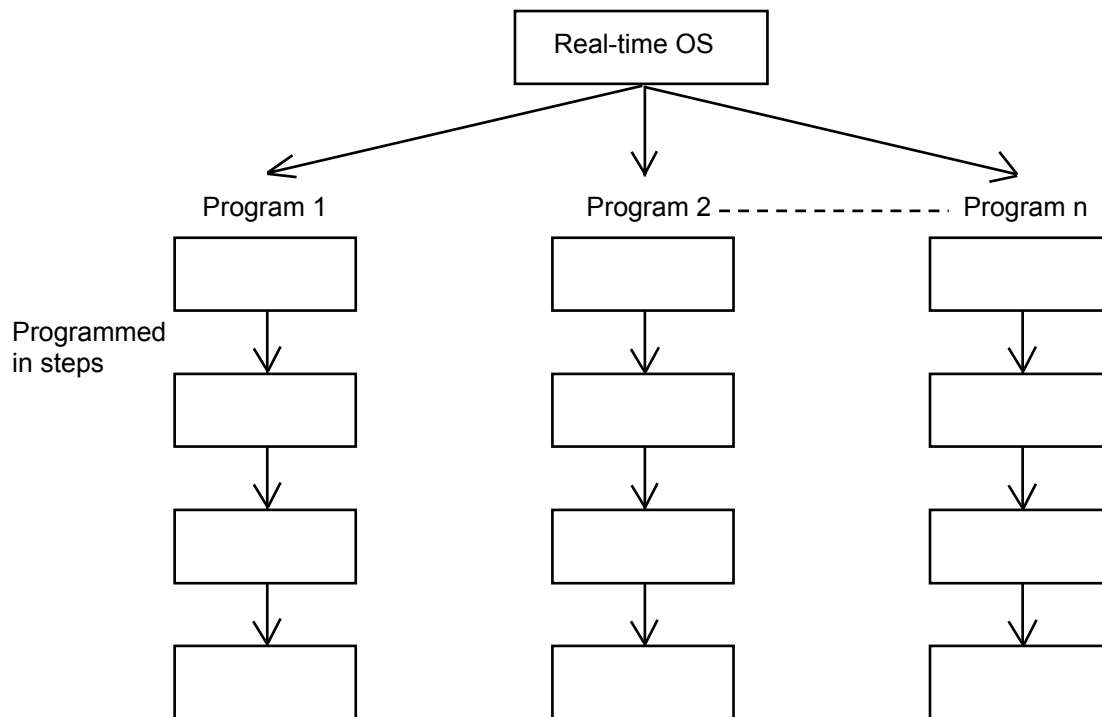 Real-time OS
Program 1
Program 2
Program n
Programmed
in steps